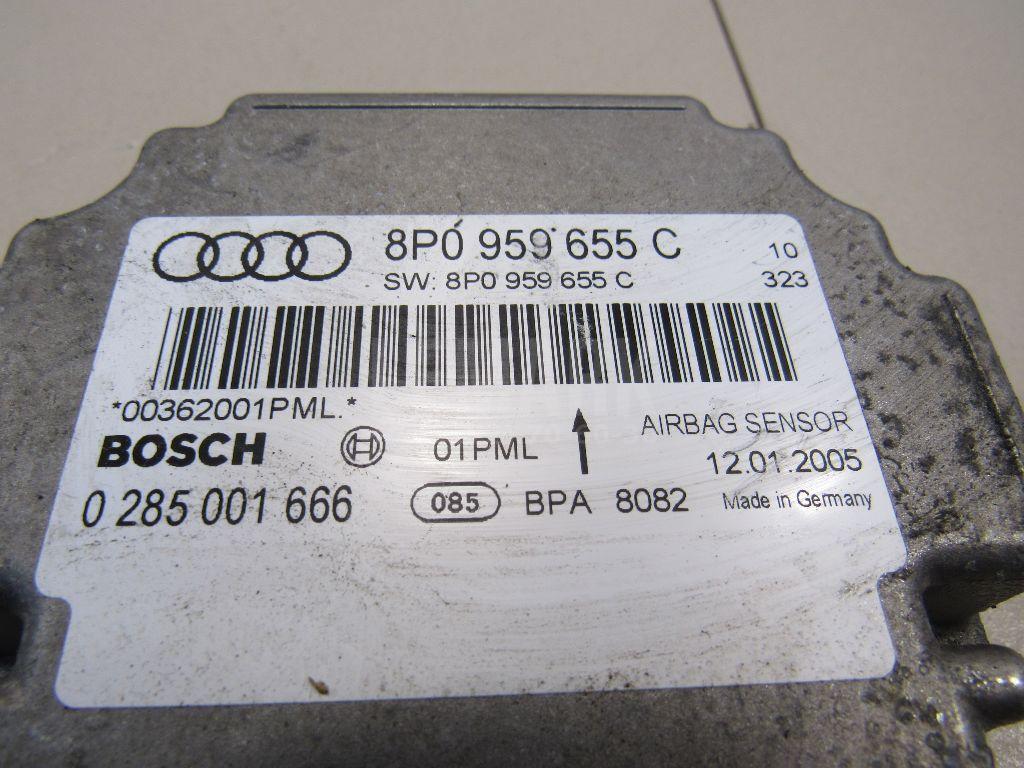 8P0 959 655 C 10
SW: 8P0 959 655 C 323
*00362001PML.*
AIRBAG SENSOR
BOSCH 01PML 12.01.2005
0 285 001 666 085 BPA 8082 Made in Germany